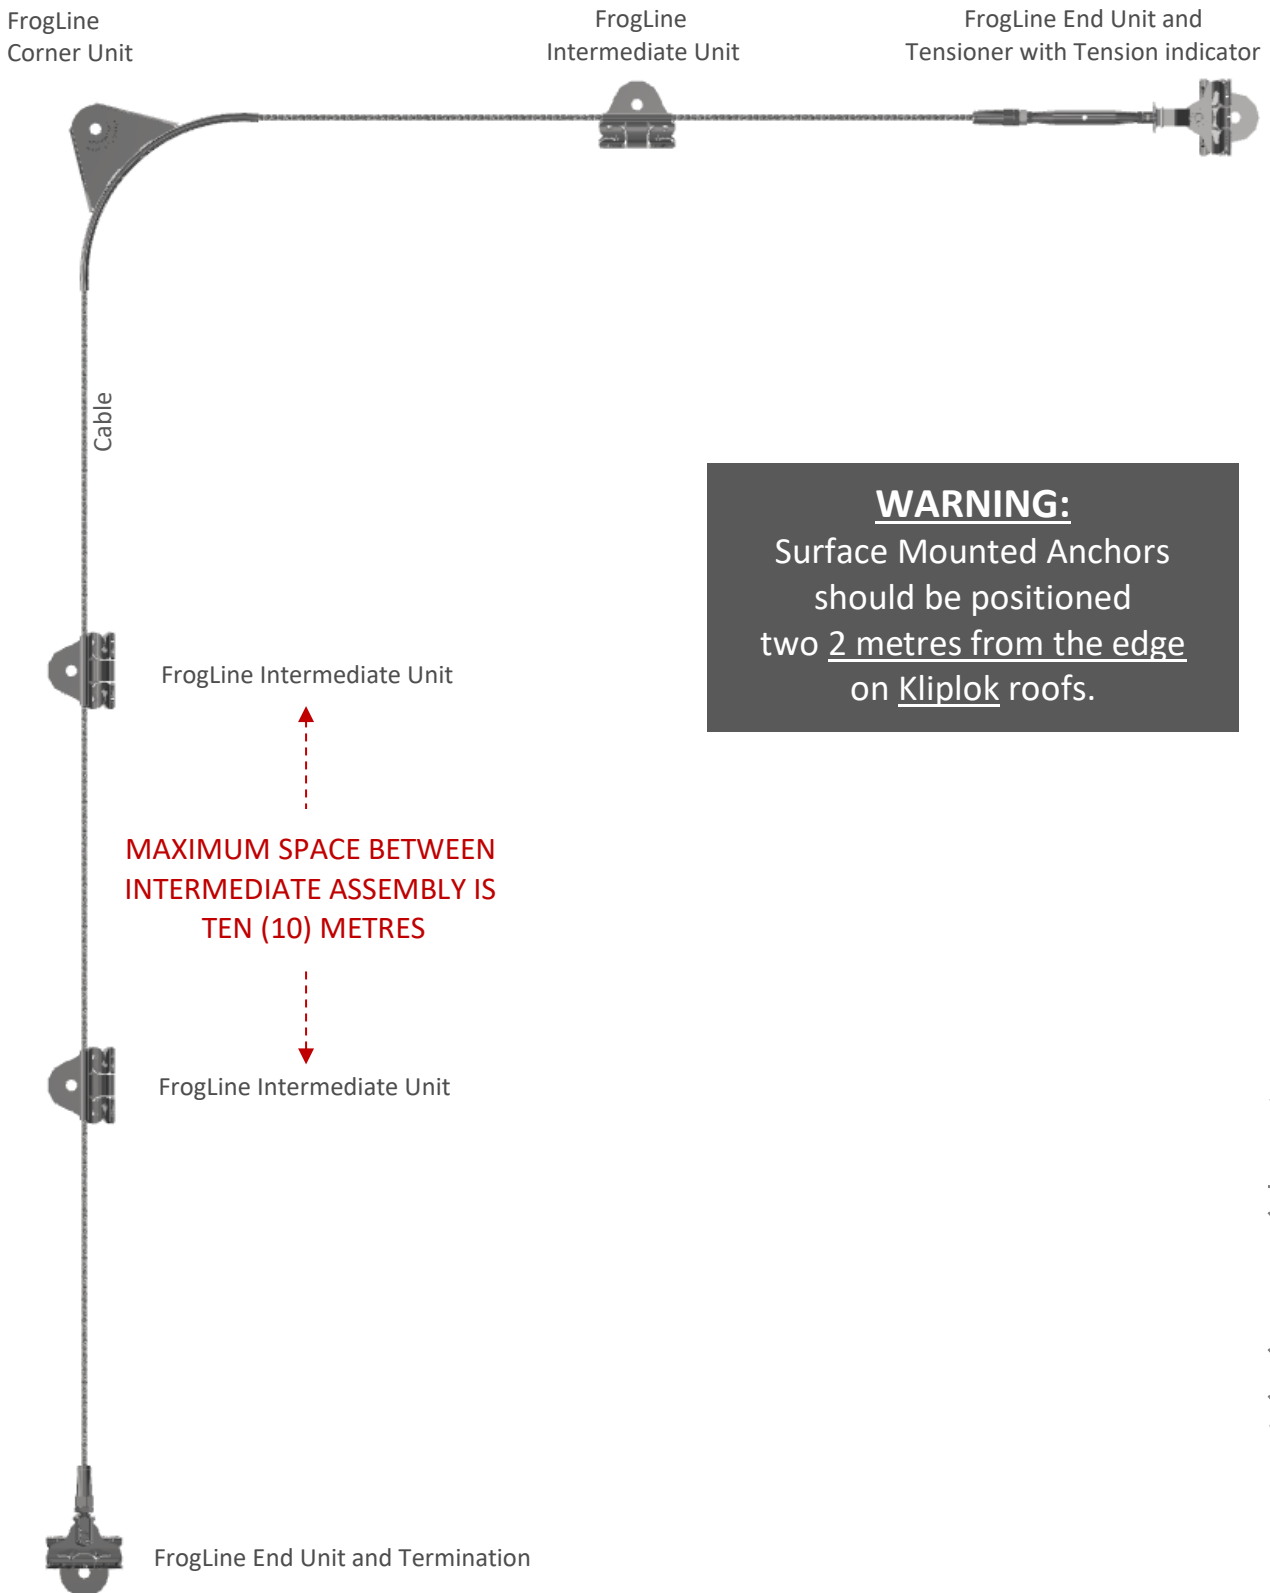 FrogLine
Corner Unit
FrogLine
Intermediate Unit
FrogLine End Unit and
Tensioner with Tension indicator
Cable
WARNING:
Surface Mounted Anchors
should be positioned
two 2 metres from the edge
on Kliplok roofs.
FrogLine Intermediate Unit
MAXIMUM SPACE BETWEEN
INTERMEDIATE ASSEMBLY IS
TEN (10) METRES
FrogLine Intermediate Unit
FrogLine End Unit and Termination